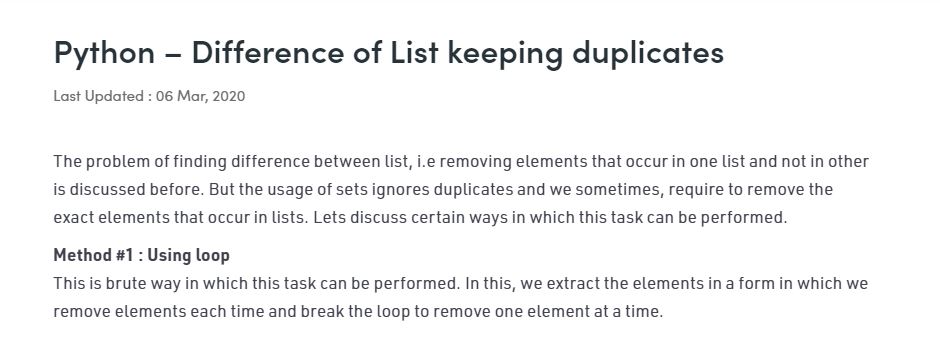 Python – Difference of List keeping duplicates
Last Updated : 06 Mar, 2020
The problem of finding difference between list, i.e removing elements that occur in one list and not in other
is discussed before. But the usage of sets ignores duplicates and we sometimes, require to remove the
exact elements that occur in lists. Lets discuss certain ways in which this task can be performed.
Method #1 : Using loop
This is brute way in which this task can be performed. In this, we extract the elements in a form in which we
remove elements each time and break the loop to remove one element at a time.